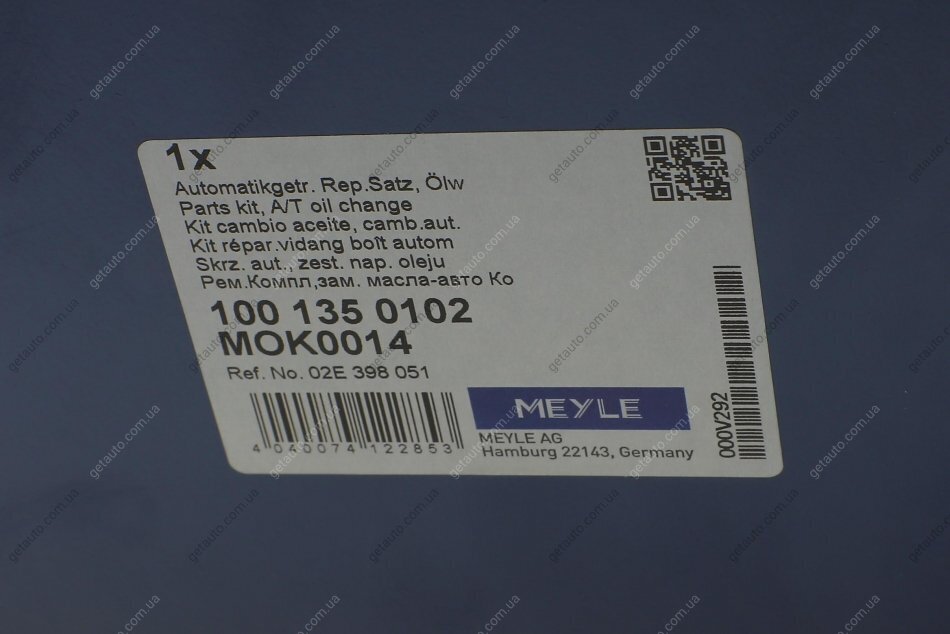 1x
Automatikgetr. Rep.Satz, Ölw
Parts kit, A/T oil change
Kit cambio aceite, camb.aut.
Kit répar.vidang boît autom
Skrz. aut., zest. nap. oleju
Рем.Компл,зам. масла-авто Ко
100 135 0102
MOK0014
Ref. No. 02E 398 051
4 040074 122853
MEYLE
MEYLE AG
Hamburg 22143, Germany
000V292
getauto.com.ua